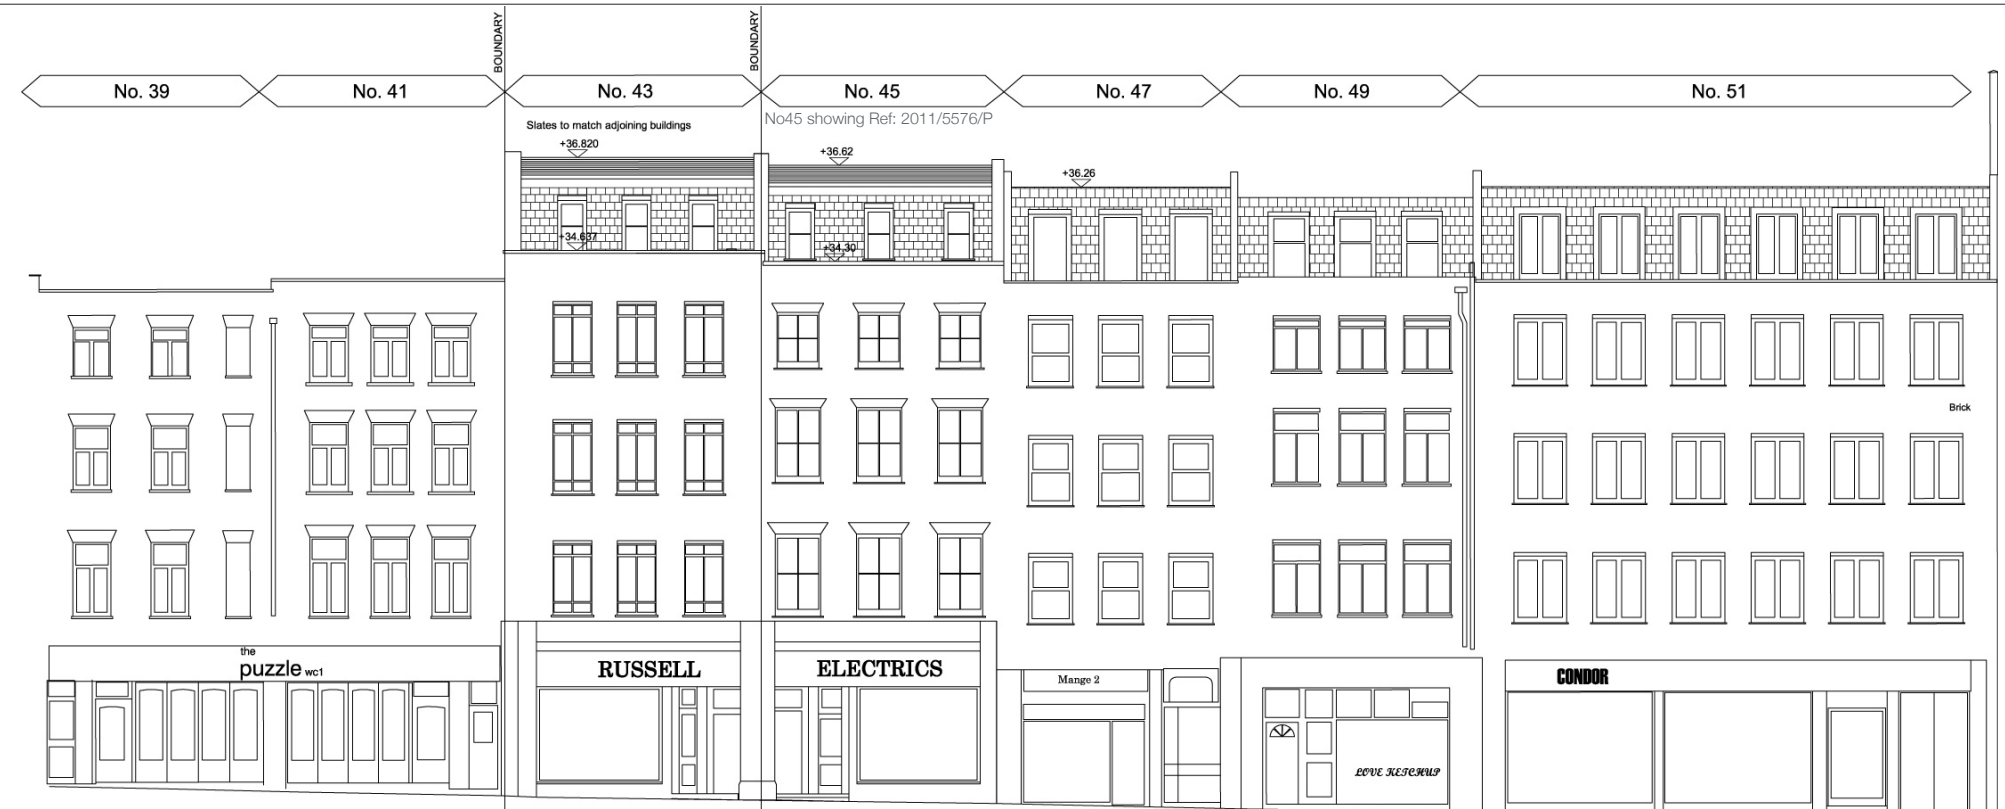 BOUNDARY
BOUNDARY
No. 39
No. 41
No. 43
No. 45
No. 47
No. 49
No. 51
No45 showing Ref: 2011/5576/P
Slates to match adjoining buildings
+36.820
+36.62
+36.26
+34.637
+34.30
Brick
the
puzzle wc1
RUSSELL
ELECTRICS
Mange 2
CONDOR
LOVE KETCHUP